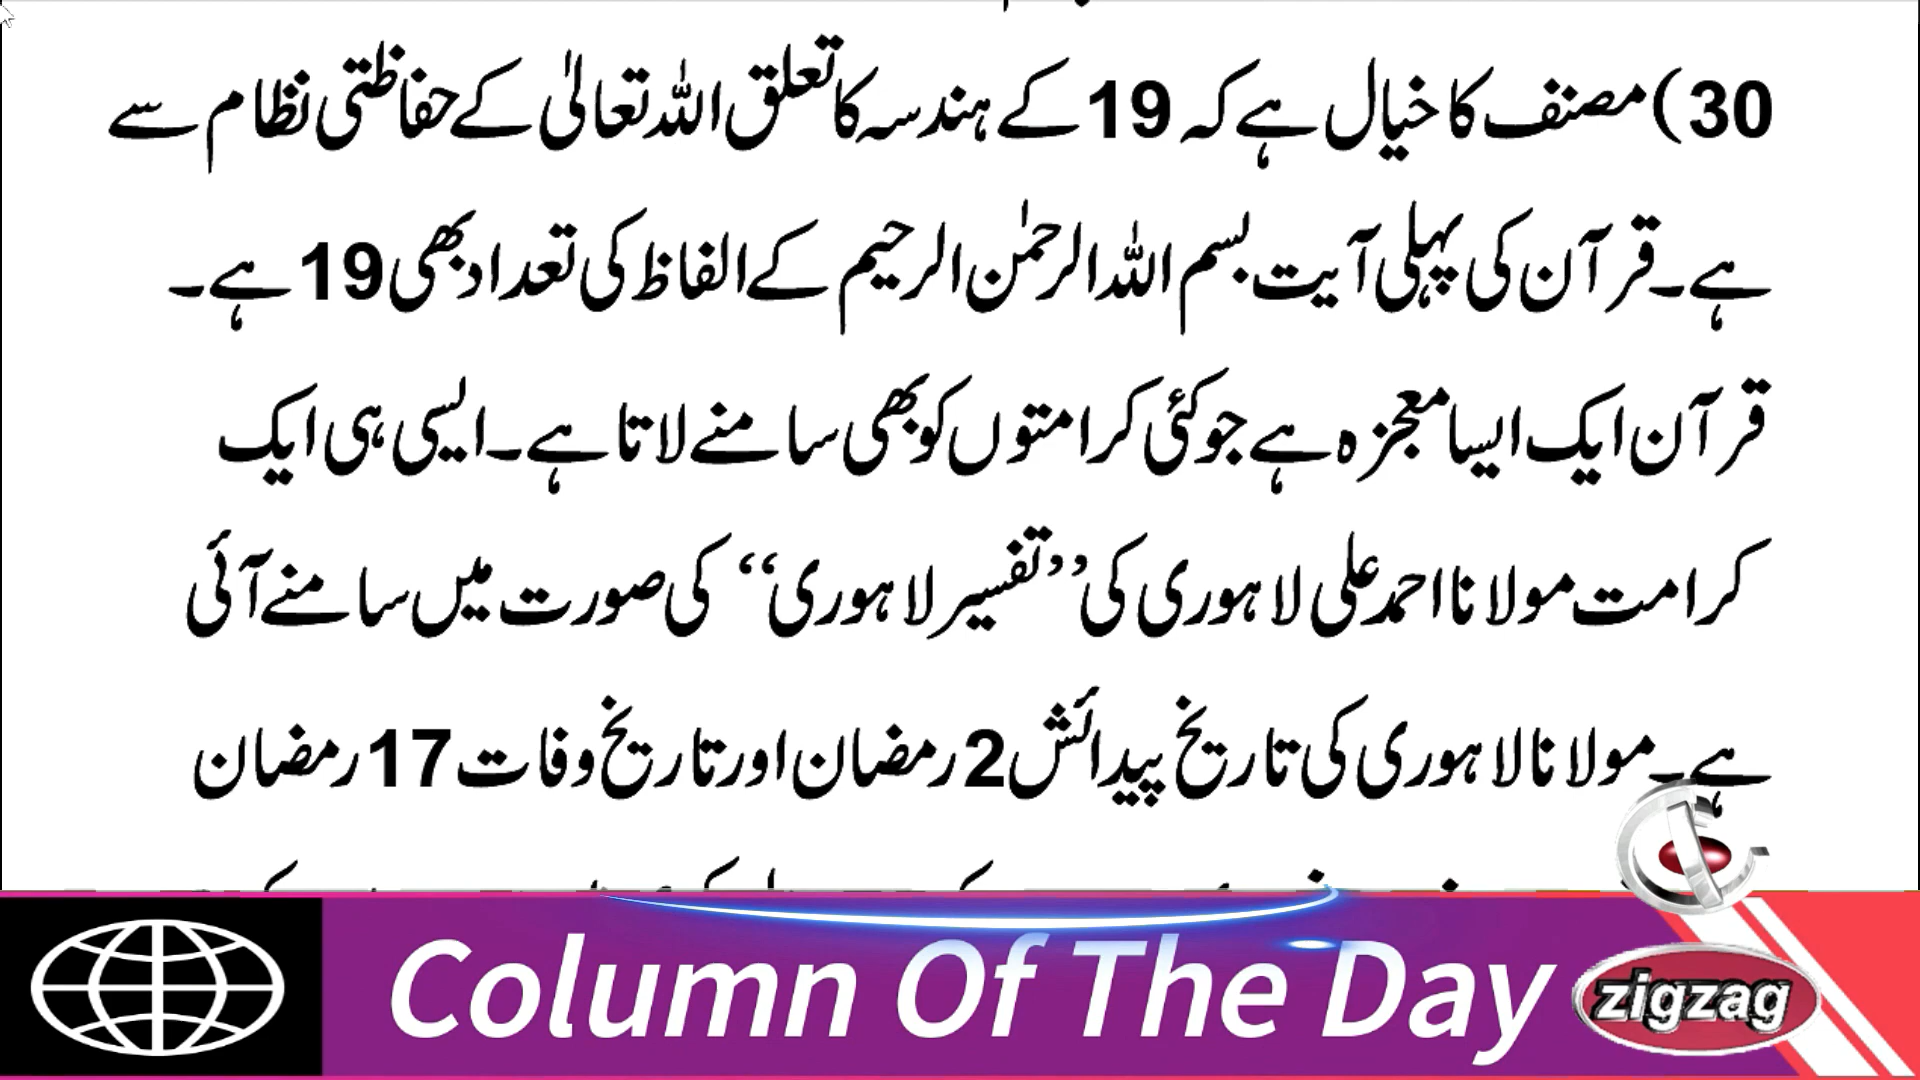 30) مصنف کا خیال ہے کہ 19 کے ہندسہ کا تعلق اللہ تعالیٰ کے حفاظتی نظام سے
ہے۔ قرآن کی پہلی آیت بسم اللہ الرحمٰن الرحیم کے الفاظ کی تعداد بھی 19 ہے۔
قرآن ایک ایسا معجزہ ہے جو کئی کرامتوں کو بھی سامنے لاتا ہے۔ ایسی ہی ایک
کرامت مولانا احمد علی لاہوری کی ’’تفسیر لاہوری‘‘ کی صورت میں سامنے آئی
ہے۔ مولانا لاہوری کی تاریخ پیدائش 2 رمضان اور تاریخ وفات 17 رمضان
Column Of The Day
zigzag